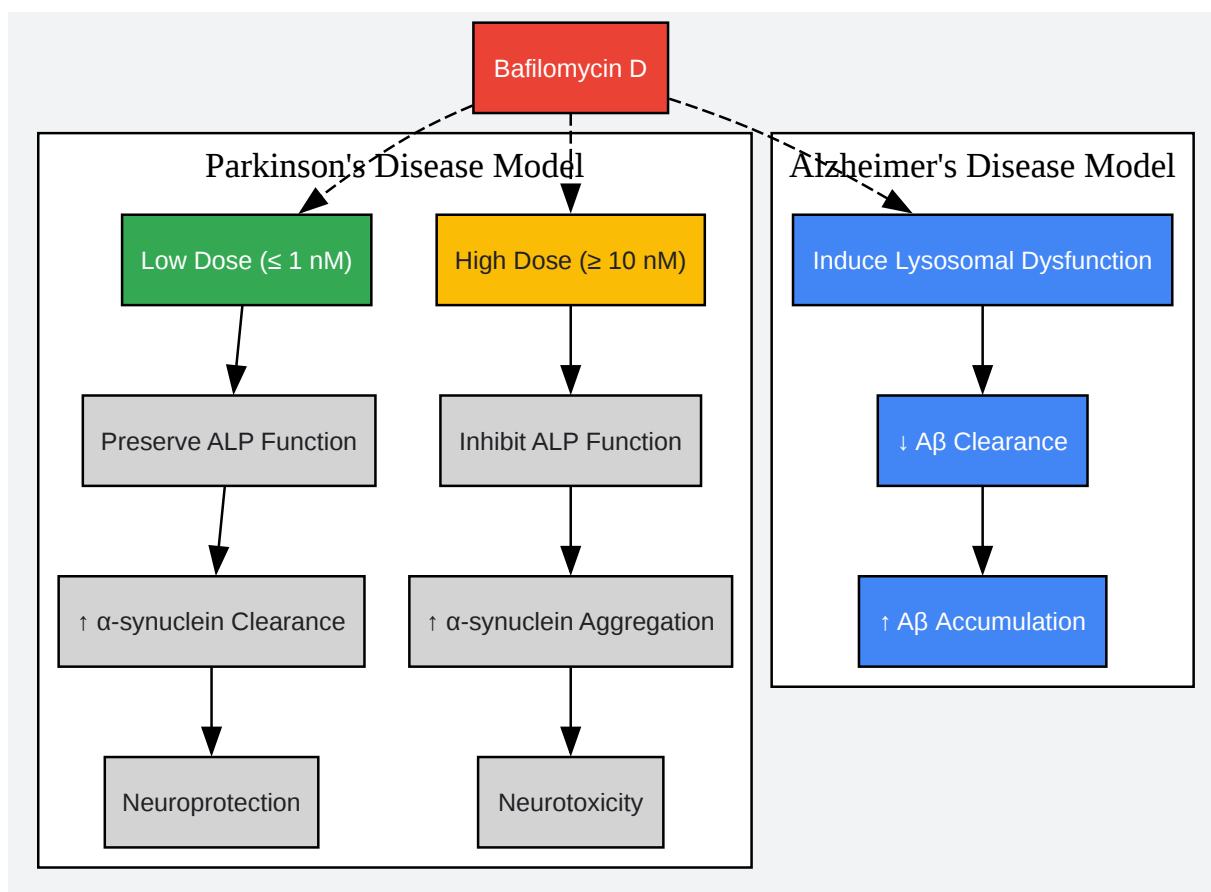 Bafilomycin D
Parkinson's Disease Model
Alzheimer's Disease Model
Low Dose (≤ 1 nM)
High Dose (≥ 10 nM)
Induce Lysosomal Dysfunction
Preserve ALP Function
Inhibit ALP Function
↓ Aβ Clearance
↑ α-synuclein Clearance
↑ α-synuclein Aggregation
↑ Aβ Accumulation
Neuroprotection
Neurotoxicity